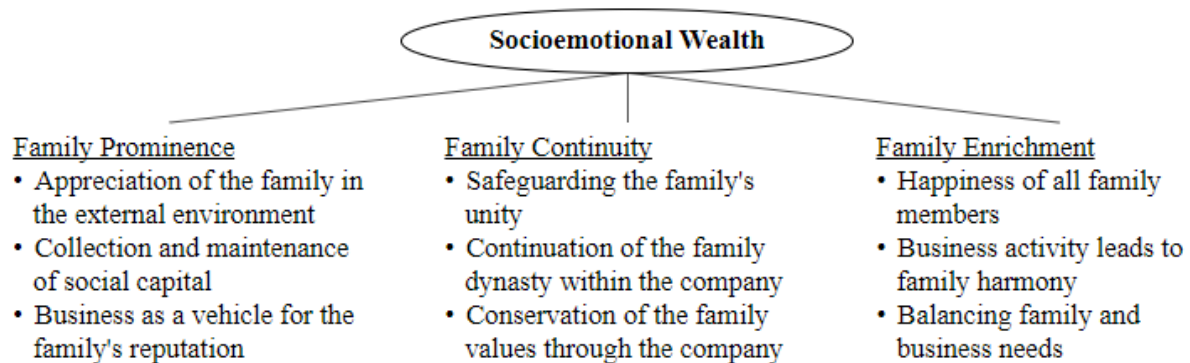 Socioemotional Wealth
Family Prominence
• Appreciation of the family in
the external environment
• Collection and maintenance
of social capital
• Business as a vehicle for the
family's reputation
Family Continuity
• Safeguarding the family's
unity
• Continuation of the family
dynasty within the company
• Conservation of the family
values through the company
Family Enrichment
• Happiness of all family
members
• Business activity leads to
family harmony
• Balancing family and
business needs